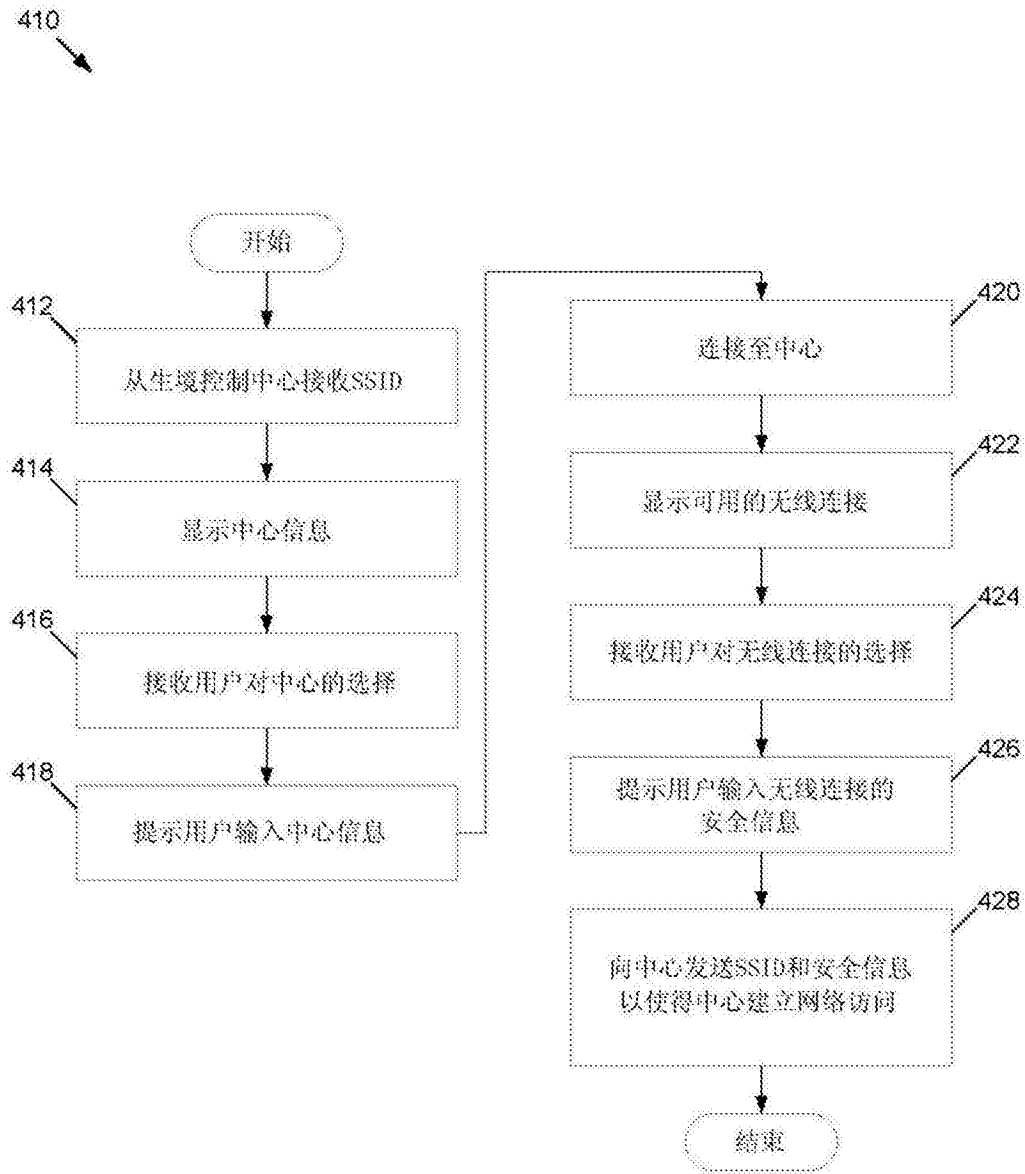 410
开始
412
从生境控制中心接收SSID
414
显示中心信息
416
接收用户对中心的选择
418
提示用户输入中心信息
420
连接至中心
422
显示可用的无线连接
424
接收用户对无线连接的选择
426
提示用户输入无线连接的
安全信息
428
向中心发送SSID和安全信息
以使得中心建立网络访问
结束